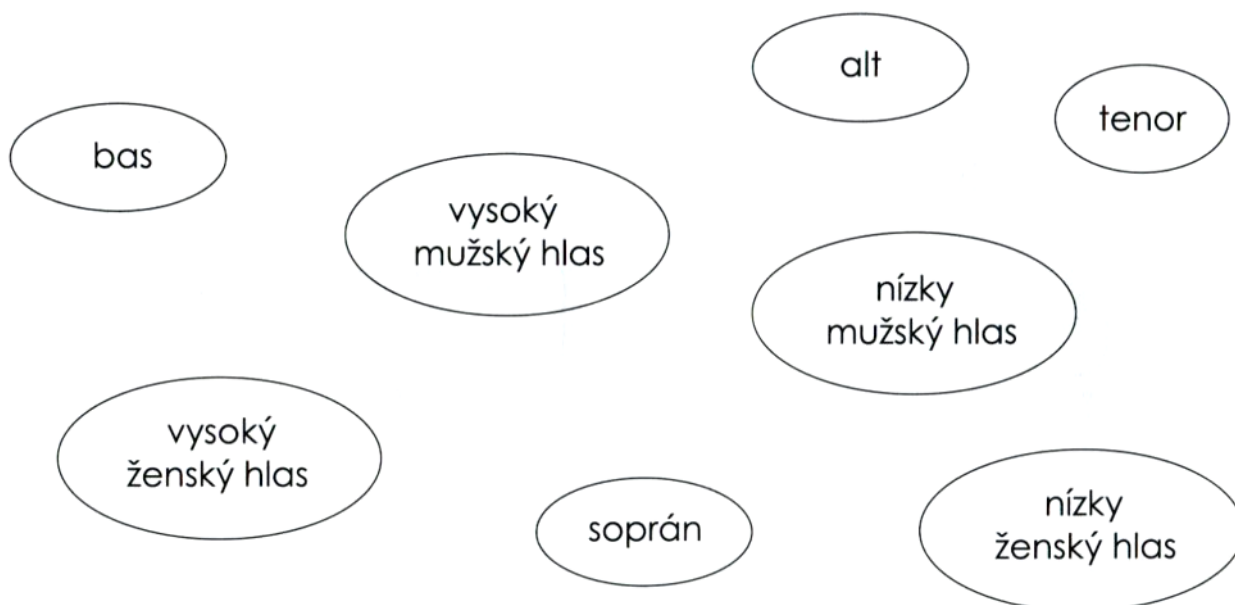 alt
tenor
bas
vysoký
mužský hlas
nízky
mužský hlas
vysoký
ženský hlas
soprán
nízky
ženský hlas